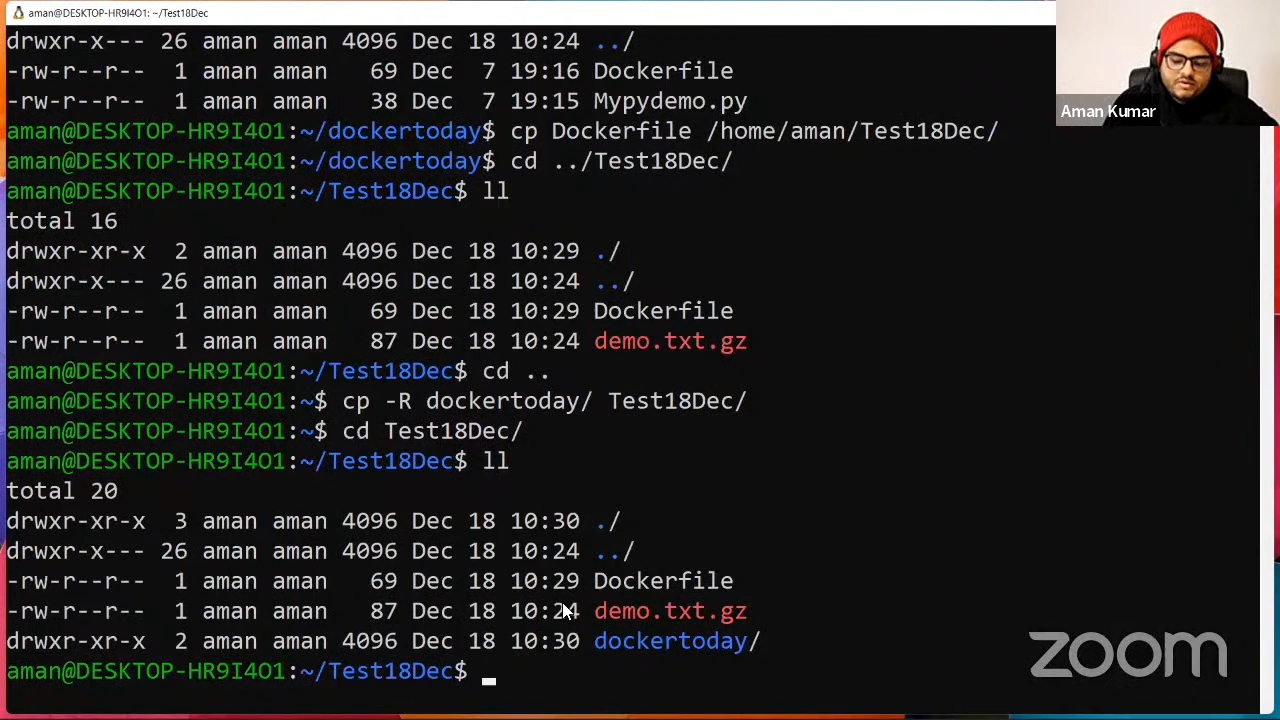 aman@DESKTOP-HR9I4O1: ~/Test18Dec
drwxr-x--- 26 aman aman 4096 Dec 18 10:24 ../
-rw-r--r-- 1 aman aman 69 Dec 7 19:16 Dockerfile
-rw-r--r-- 1 aman aman 38 Dec 7 19:15 Mypydemo.py
Aman Kumar
aman@DESKTOP-HR9I4O1:~/dockertoday$ cp Dockerfile /home/aman/Test18Dec/
aman@DESKTOP-HR9I4O1:~/dockertoday$ cd ../Test18Dec/
aman@DESKTOP-HR9I4O1:~/Test18Dec$ ll
total 16
drwxr-xr-x 2 aman aman 4096 Dec 18 10:29 ./
drwxr-x--- 26 aman aman 4096 Dec 18 10:24 ../
-rw-r--r-- 1 aman aman 69 Dec 18 10:29 Dockerfile
-rw-r--r-- 1 aman aman 87 Dec 18 10:24 demo.txt.gz
aman@DESKTOP-HR9I4O1:~/Test18Dec$ cd ..
aman@DESKTOP-HR9I4O1:~$ cp -R dockertoday/ Test18Dec/
aman@DESKTOP-HR9I4O1:~$ cd Test18Dec/
aman@DESKTOP-HR9I4O1:~/Test18Dec$ ll
total 20
drwxr-xr-x 3 aman aman 4096 Dec 18 10:30 ./
drwxr-x--- 26 aman aman 4096 Dec 18 10:24 ../
-rw-r--r-- 1 aman aman 69 Dec 18 10:29 Dockerfile
-rw-r--r-- 1 aman aman 87 Dec 18 10:24 demo.txt.gz
drwxr-xr-x 2 aman aman 4096 Dec 18 10:30 dockertoday/
aman@DESKTOP-HR9I4O1:~/Test18Dec$
zoom